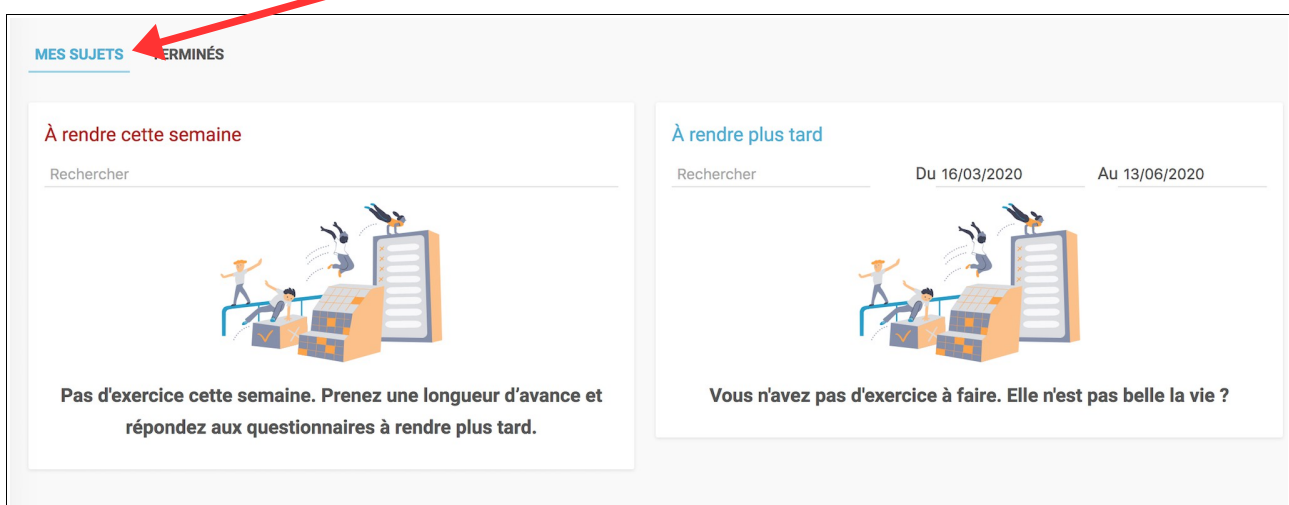 MES SUJETS TERMINÉS
À rendre cette semaine
Rechercher
Pas d'exercice cette semaine. Prenez une longueur d’avance et
répondez aux questionnaires à rendre plus tard.
À rendre plus tard
Rechercher Du 16/03/2020 Au 13/06/2020
Vous n'avez pas d'exercice à faire. Elle n'est pas belle la vie ?